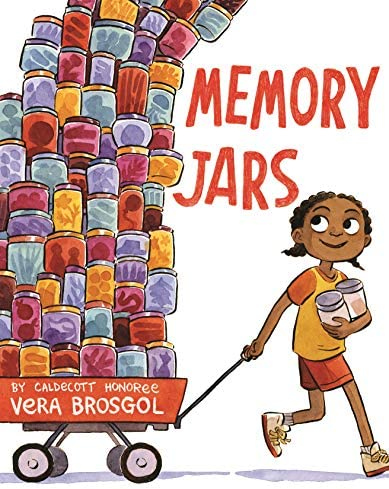 MEMORY
JARS
BY CALDECOTT HONOREE
VERA BROSGOL